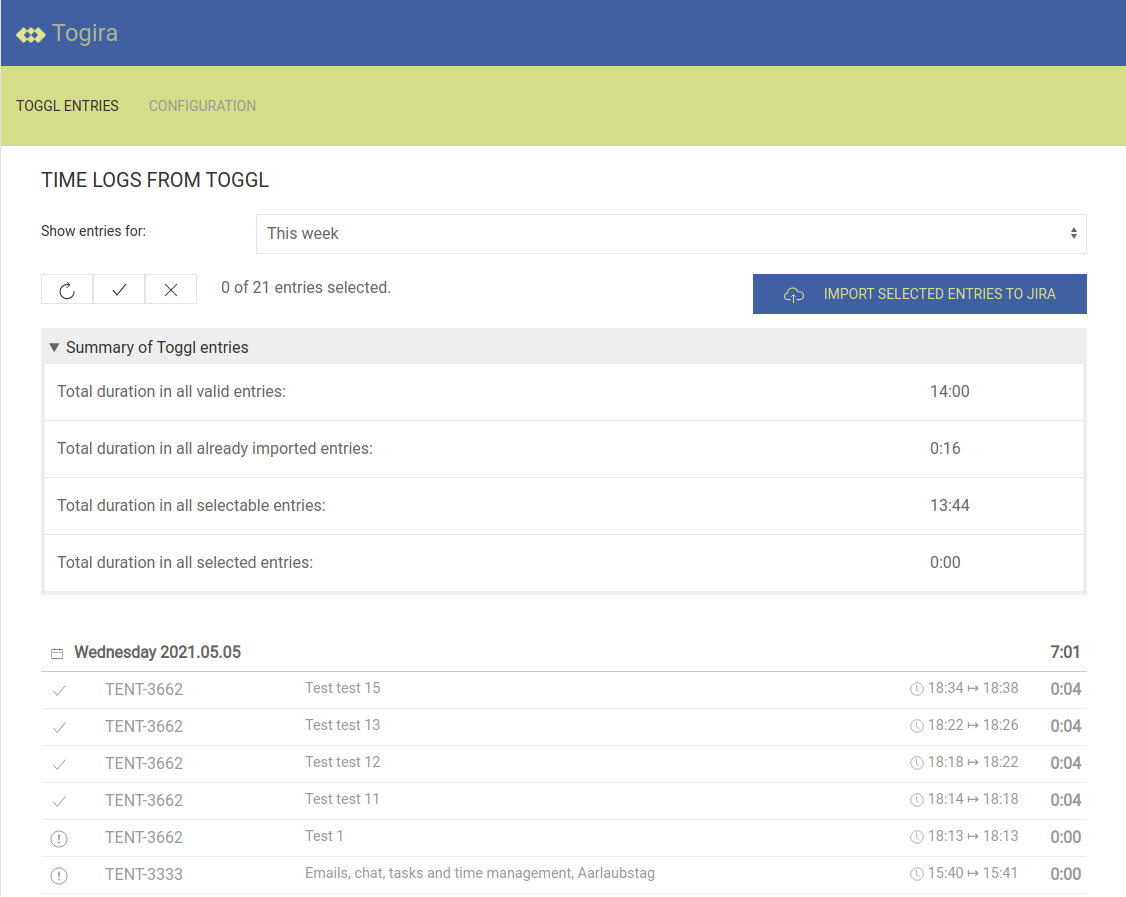 Togira
TOGGL ENTRIES CONFIGURATION
TIME LOGS FROM TOGGL
Show entries for: This week
0 of 21 entries selected. IMPORT SELECTED ENTRIES TO JIRA
Summary of Toggl entries
Total duration in all valid entries: 14:00
Total duration in all already imported entries: 0:16
Total duration in all selectable entries: 13:44
Total duration in all selected entries: 0:00
Wednesday 2021.05.05 7:01
TENT-3662 Test test 15 18:34 ↦ 18:38 0:04
TENT-3662 Test test 13 18:22 ↦ 18:26 0:04
TENT-3662 Test test 12 18:18 ↦ 18:22 0:04
TENT-3662 Test test 11 18:14 ↦ 18:18 0:04
TENT-3662 Test 1 18:13 ↦ 18:13 0:00
TENT-3333 Emails, chat, tasks and time management, Aarlaubstag 15:40 ↦ 15:41 0:00